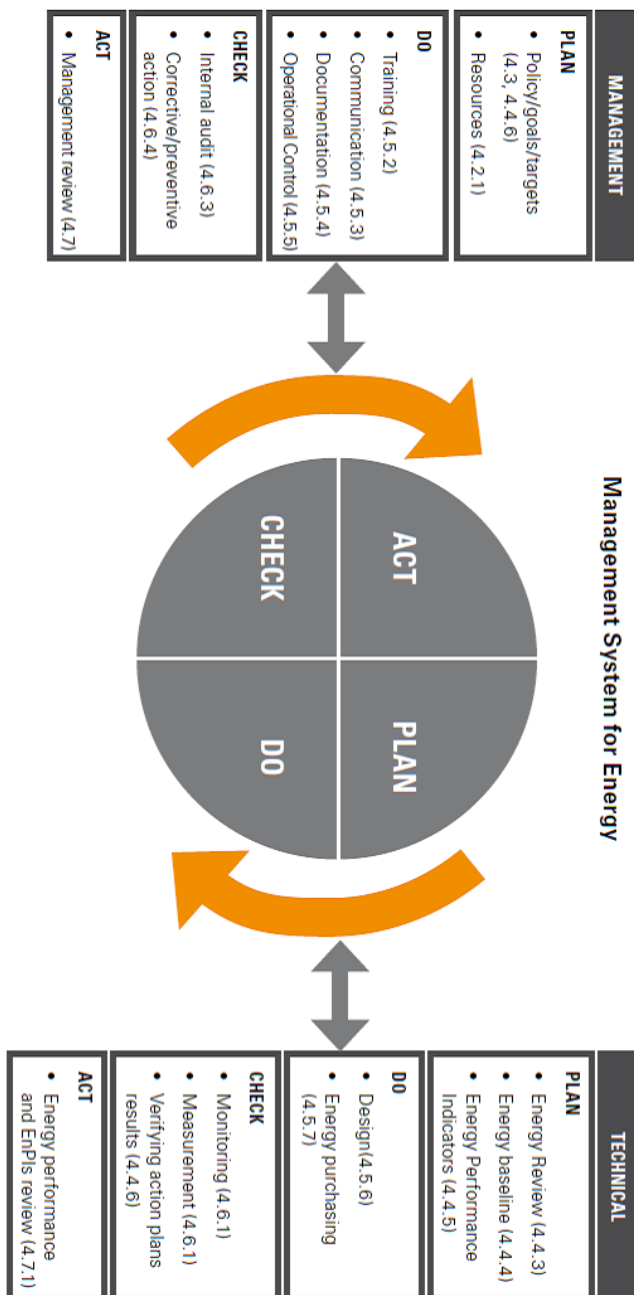 Management System for Energy
MANAGEMENT
PLAN
• Policy/goals/targets
(4.3, 4.4.6)
• Resources (4.2.1)
DO
• Training (4.5.2)
• Communication (4.5.3)
• Documentation (4.5.4)
• Operational Control (4.5.5)
CHECK
• Internal audit (4.6.3)
• Corrective/preventive
action (4.6.4)
ACT
• Management review (4.7)
ACT
PLAN
CHECK
DO
TECHNICAL
PLAN
• Energy Review (4.4.3)
• Energy baseline (4.4.4)
• Energy Performance
Indicators (4.4.5)
DO
• Design(4.5.6)
• Energy purchasing
(4.5.7)
CHECK
• Monitoring (4.6.1)
• Measurement (4.6.1)
• Verifying action plans
results (4.4.6)
ACT
• Energy performance
and EnPIs review (4.7.1)